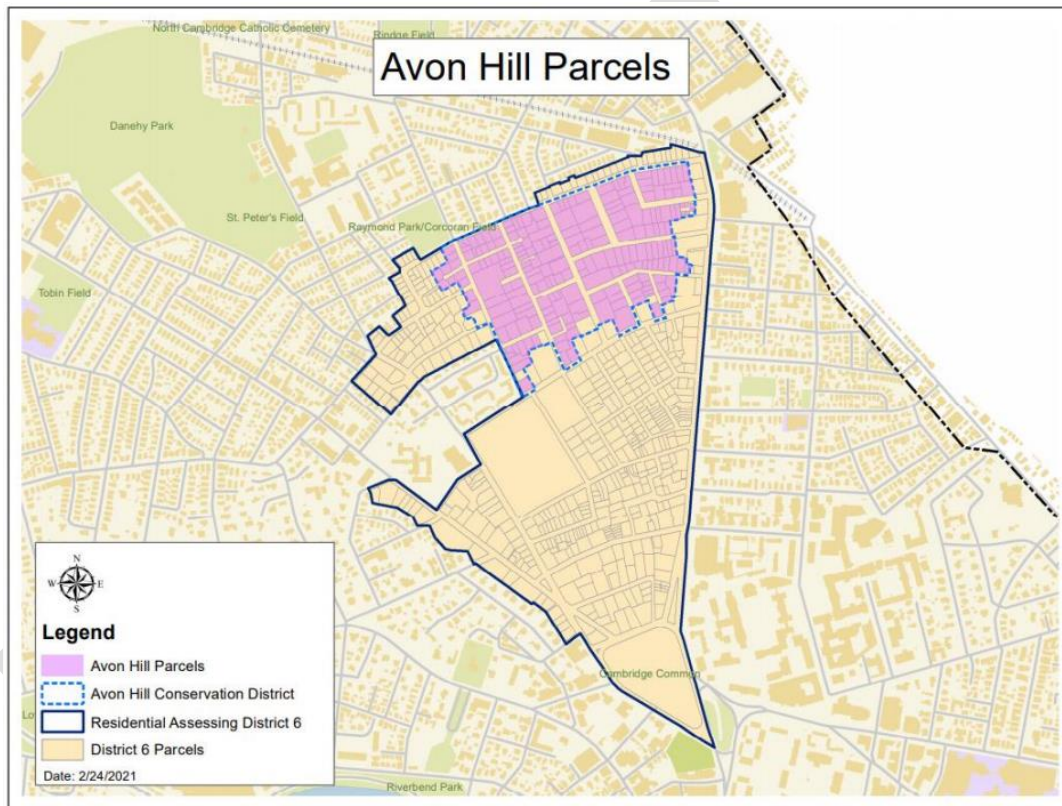 North Cambridge Catholic Cemetery
Rindge Field
Avon Hill Parcels
Danehy Park
St. Peter's Field
Raymond Park/Corcoran Field
Tobin Field
N
W E
S
Legend
Avon Hill Parcels
Avon Hill Conservation District
Residential Assessing District 6
District 6 Parcels
Date: 2/24/2021
Cambridge Common
Riverbend Park